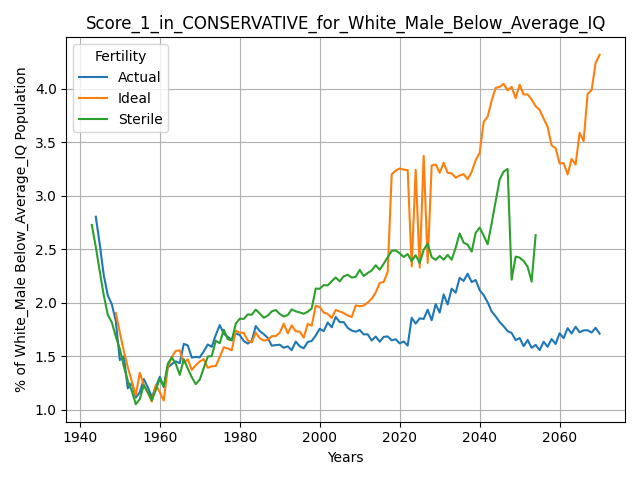 Score_1_in_CONSERVATIVE_for_White_Male_Below_Average_IQ
Fertility
Actual
Ideal
Sterile
% of White_Male Below_Average_IQ Population
4.0
3.5
3.0
2.5
2.0
1.5
1.0
1940 1960 1980 2000 2020 2040 2060
Years